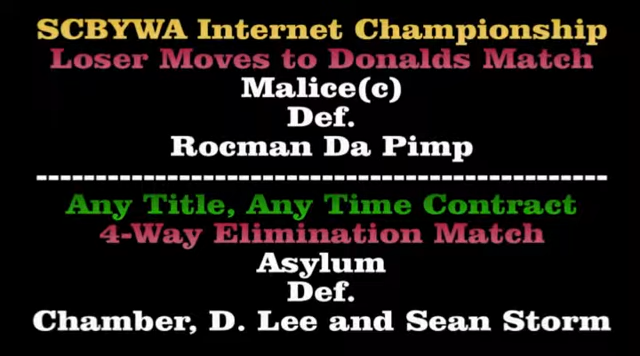 SCBYWA Internet Championship
Loser Moves to Donalds Match
Malice(c)
Def.
Rocman Da Pimp
------------------------------------------------
Any Title, Any Time Contract
4-Way Elimination Match
Asylum
Def.
Chamber, D. Lee and Sean Storm